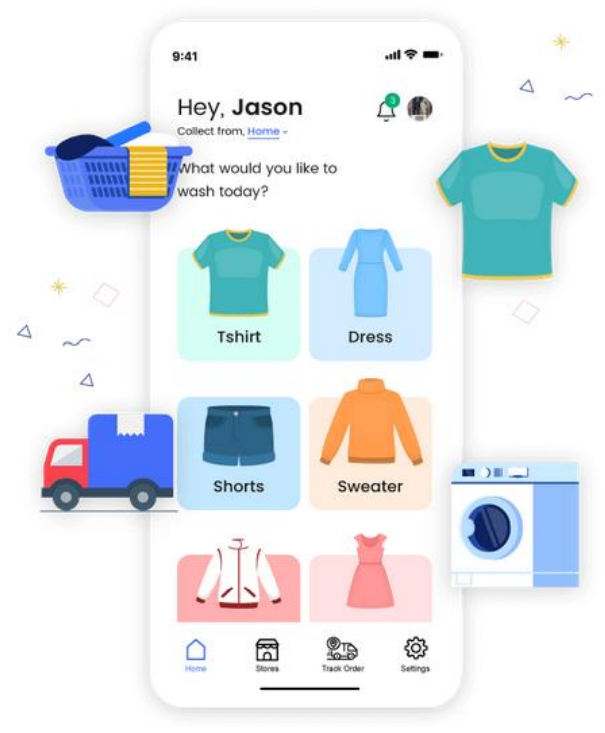 9:41
Hey, Jason
3
Collect from, Home
What would you like to
wash today?
Tshirt
Dress
Shorts
Sweater
Home
Stores
Track Order
Settings